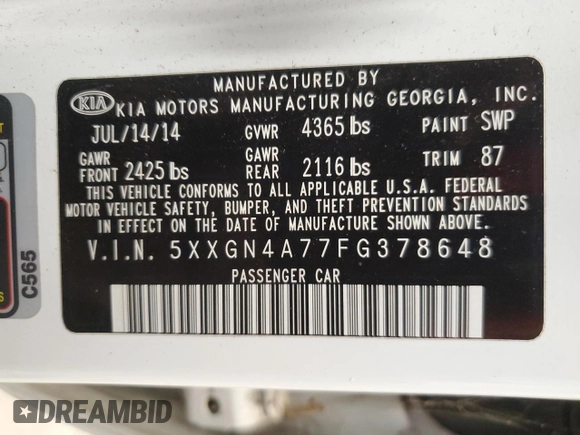 MANUFACTURED BY
KIA KIA MOTORS MANUFACTURING GEORGIA, INC.
JUL/14/14 GVWR 4365 lbs PAINT SWP
GAWR FRONT 2425 lbs GAWR REAR 2116 lbs TRIM 87
THIS VEHICLE CONFORMS TO ALL APPLICABLE U.S.A. FEDERAL
MOTOR VEHICLE SAFETY, BUMPER, AND THEFT PREVENTION STANDARDS
IN EFFECT ON THE DATE OF MANUFACTURE SHOWN ABOVE.
V.I.N. 5XXGN4A77FG378648
PASSENGER CAR
C565
DREAMBID